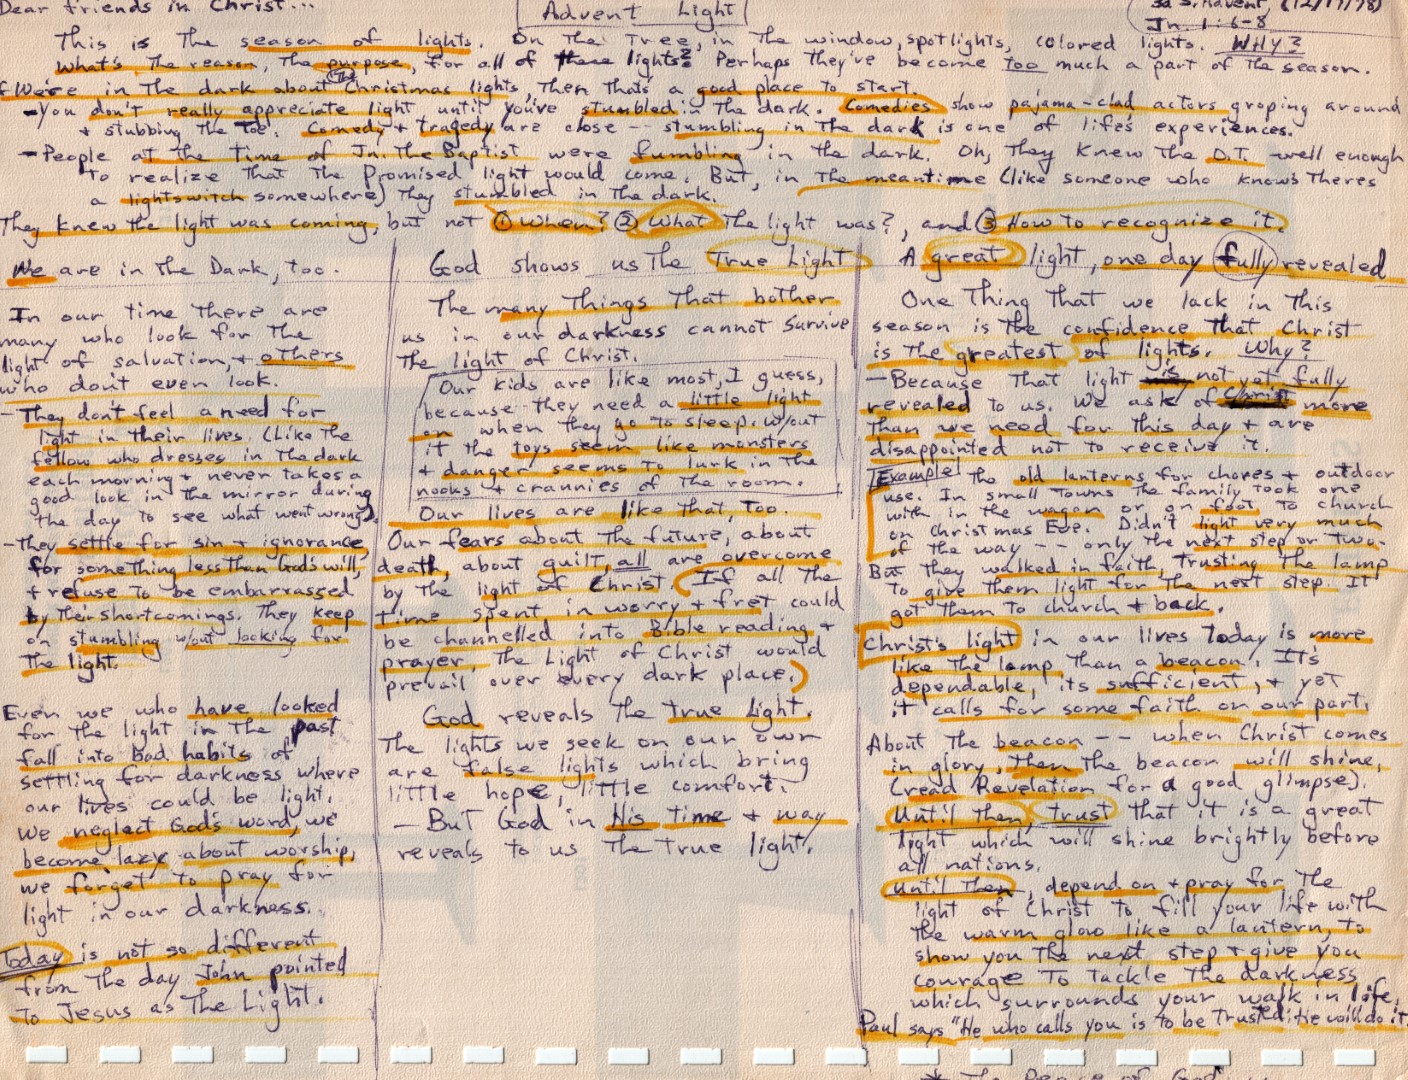 Dear friends in Christ...
Advent Light
3d S. Advent, (12/17/78)
Jn. 1:6-8
This is the season of lights. On the Tree, in the window, spotlights, colored lights. WHY?
What's the reason, the purpose, for all of these lights? Perhaps they've become too much a part of the season.
If We're in the dark about (the) Christmas lights, then that's a good place to start.
- You don't really appreciate light until you've stumbled in the dark. Comedies show pajama-clad actors groping around
+ stubbing the toe. Comedy + tragedy are close -- stumbling in the dark is one of life's experiences.
- People at the time of Jn. the Baptist were fumbling in the dark. Oh, they knew the O.T. well enough
to realize that the Promised light would come. But, in the meantime (like someone who knows theres
a lightswitch somewhere) they stumbled in the dark.
They knew the light was coming, but not ① When? ② What the light was?, and ③ How to recognize it.
We are in the Dark, too.
In our time there are
many who look for the
light of salvation, + others
who don't even look.
- They don't feel a need for
light in their lives. (Like the
fellow who dresses in the dark
each morning + never takes a
good look in the mirror during
the day to see what went wrong).
- They settle for sin + ignorance,
for something less than God's will,
+ refuse to be embarrassed
by their shortcomings. They keep
on stumbling w/out looking for
the light.
Even we who have looked
for the light in the past
fall into bad habits of
settling for darkness where
our lives could be light.
We neglect God's word, we
become lazy about worship,
we forget to pray for
light in our darkness.
Today is not so different
from the day John pointed
to Jesus as the Light.
God shows us the True Light
The many things that bother
us in our darkness cannot survive
the light of Christ.
Our kids are like most, I guess,
because they need a little light
on when they go to sleep. w/out
it the toys seem like monsters
+ danger seems to lurk in the
nooks + crannies of the room.
Our lives are like that, too.
Our fears about the future, about
death, about guilt, all are overcome
by the light of Christ (If all the
time spent in worry + fret could
be channelled into Bible reading +
prayer, the Light of Christ would
prevail over every dark place.)
God reveals the true light.
The lights we seek on our own
are false lights which bring
little hope, little comfort.
- But God in His time + way
reveals to us the true light.
A great light, one day fully revealed
One thing that we lack in this
season is the confidence that Christ
is the greatest of lights. Why?
- Because that light is not yet fully
revealed to us. We ask of Christ more
than we need for this day + are
disappointed not to receive it.
Example: the old lanterns for chores + outdoor
use. In small towns the family took one
with in the wagon or on foot to church
on Christmas Eve. Didn't light very much
of the way -- only the next step or two.
But they walked in faith, trusting the lamp
to give them light for the next step. It
got them to church + back.
Christ's light in our lives today is more
like the lamp than a beacon. It's
dependable, its sufficient, + yet
it calls for some faith on our part.
About the beacon -- when Christ comes
in glory, then the beacon will shine.
(read Revelation for a good glimpse).
Until then, trust that it is a great
light which will shine brightly before
all nations.
Until then, depend on + pray for the
light of Christ to fill your life with
the warm glow like a lantern, to
show you the next step + give you
courage to tackle the darkness
which surrounds your walk in life.
Paul says "He who calls you is to be trusted; He will do it.
* The Peace of God...